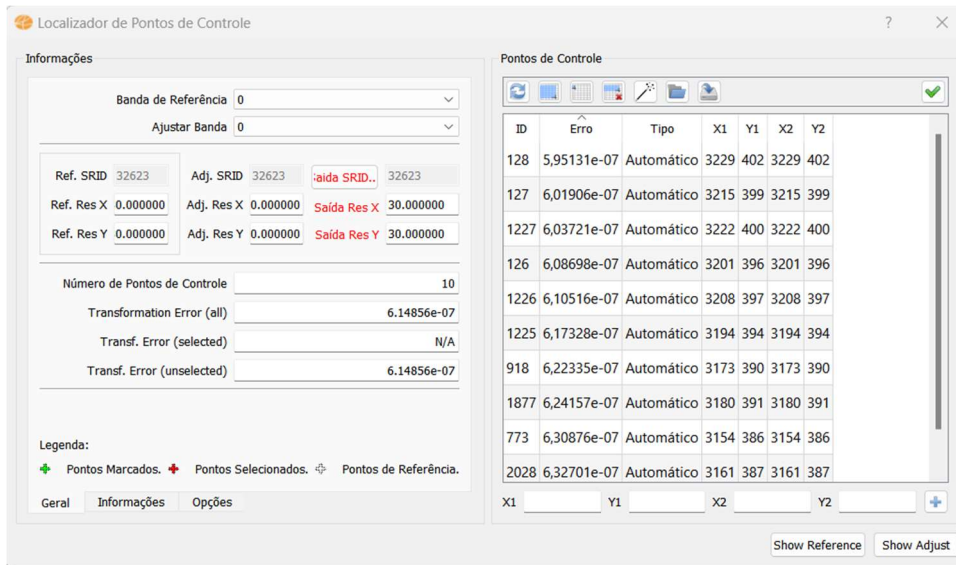 Localizador de Pontos de Controle
Informações
Banda de Referência 0
Ajustar Banda 0
Ref. SRID 32623 Adj. SRID 32623 aida SRID.. 32623
Ref. Res X 0.000000 Adj. Res X 0.000000 Saída Res X 30.000000
Ref. Res Y 0.000000 Adj. Res Y 0.000000 Saída Res Y 30.000000
Número de Pontos de Controle 10
Transformation Error (all) 6.14856e-07
Transf. Error (selected) N/A
Transf. Error (unselected) 6.14856e-07
Legenda:
Pontos Marcados. Pontos Selecionados. Pontos de Referência.
Geral Informações Opções
Pontos de Controle
ID Erro Tipo X1 Y1 X2 Y2
128 5,95131e-07 Automático 3229 402 3229 402
127 6,01906e-07 Automático 3215 399 3215 399
1227 6,03721e-07 Automático 3222 400 3222 400
126 6,08698e-07 Automático 3201 396 3201 396
1226 6,10516e-07 Automático 3208 397 3208 397
1225 6,17328e-07 Automático 3194 394 3194 394
918 6,22335e-07 Automático 3173 390 3173 390
1877 6,24157e-07 Automático 3180 391 3180 391
773 6,30876e-07 Automático 3154 386 3154 386
2028 6,32701e-07 Automático 3161 387 3161 387
X1 Y1 X2 Y2
Show Reference Show Adjust